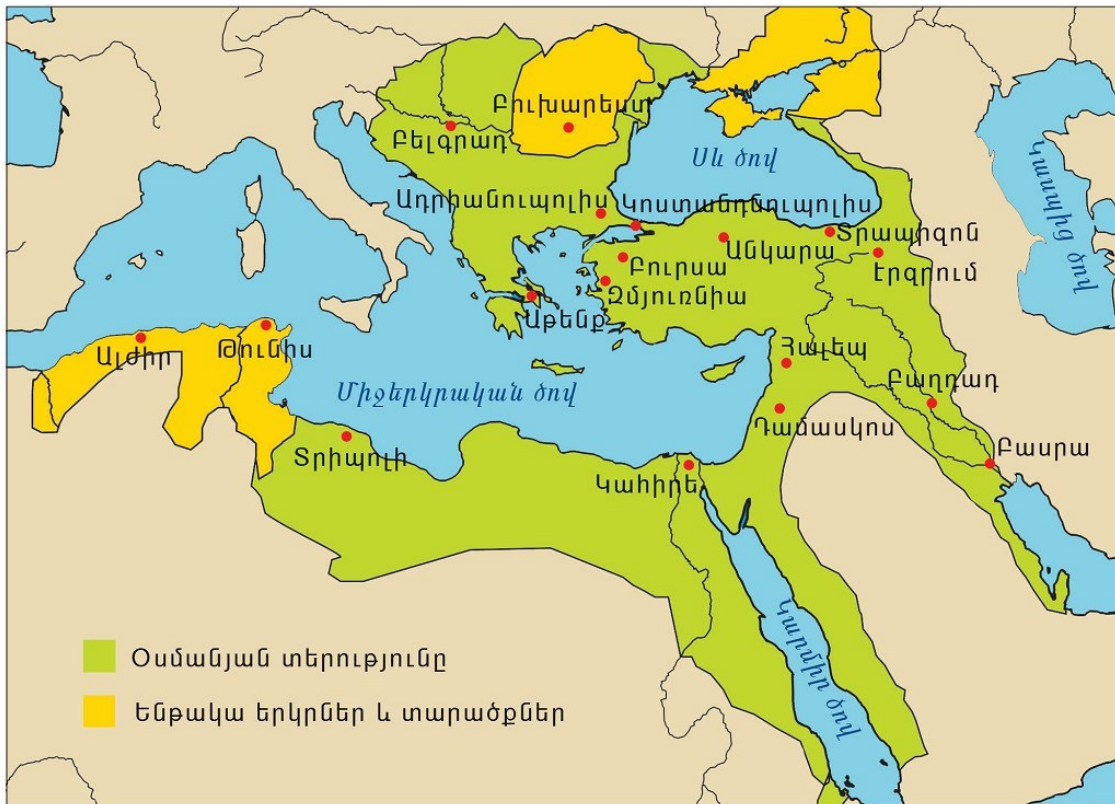 Բուխարեստ
Բելգրադ
Սև ծով
Կասպից ծով
Ադրիանուպոլիս
Կոստանդնուպոլիս
Տրապիզոն
Անկարա
Էրզրում
Բուրսա
Զմյուռնիա
Աթենք
Ալժիր
Թունիս
Հալեպ
Բաղդադ
Միջերկրական ծով
Դամասկոս
Տրիպոլի
Բասրա
Կահիրե
Կարմիր ծով
Օսմանյան տերությունը
Ենթակա երկրներ և տարածքներ